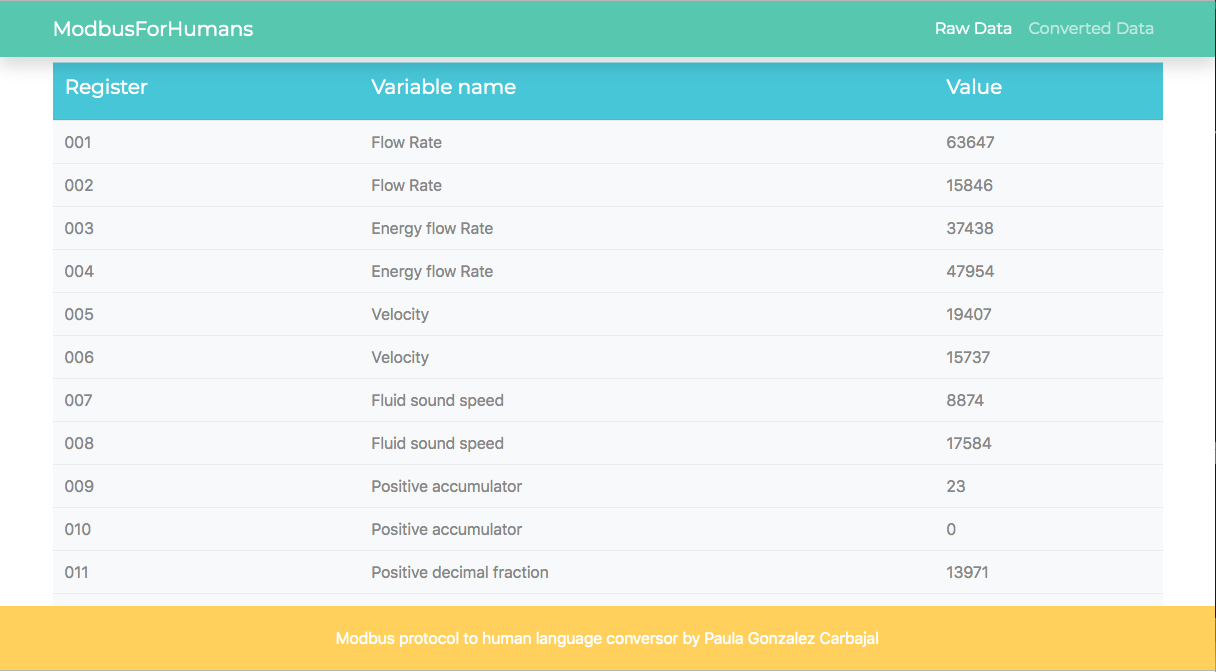 ModbusForHumans Raw Data Converted Data
Register Variable name Value
001 Flow Rate 63647
002 Flow Rate 15846
003 Energy flow Rate 37438
004 Energy flow Rate 47954
005 Velocity 19407
006 Velocity 15737
007 Fluid sound speed 8874
008 Fluid sound speed 17584
009 Positive accumulator 23
010 Positive accumulator 0
011 Positive decimal fraction 13971
Modbus protocol to human language conversor by Paula Gonzalez Carbajal